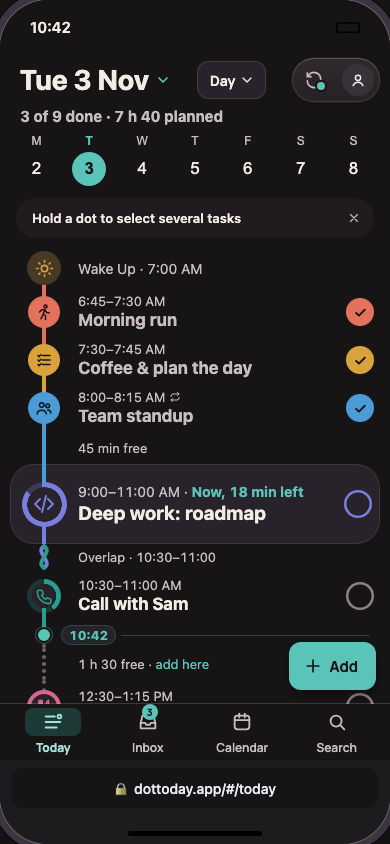 10:42
Tue 3 Nov
Day
3 of 9 done · 7 h 40 planned
M T W T F S S
2 3 4 5 6 7 8
Hold a dot to select several tasks
Wake Up · 7:00 AM
6:45–7:30 AM
Morning run
7:30–7:45 AM
Coffee & plan the day
8:00–8:15 AM
Team standup
45 min free
9:00–11:00 AM · Now, 18 min left
Deep work: roadmap
Overlap · 10:30–11:00
10:30–11:00 AM
Call with Sam
10:42
1 h 30 free · add here
+ Add
12:30–1:15 PM
3
Today Inbox Calendar Search
dottoday.app/#/today